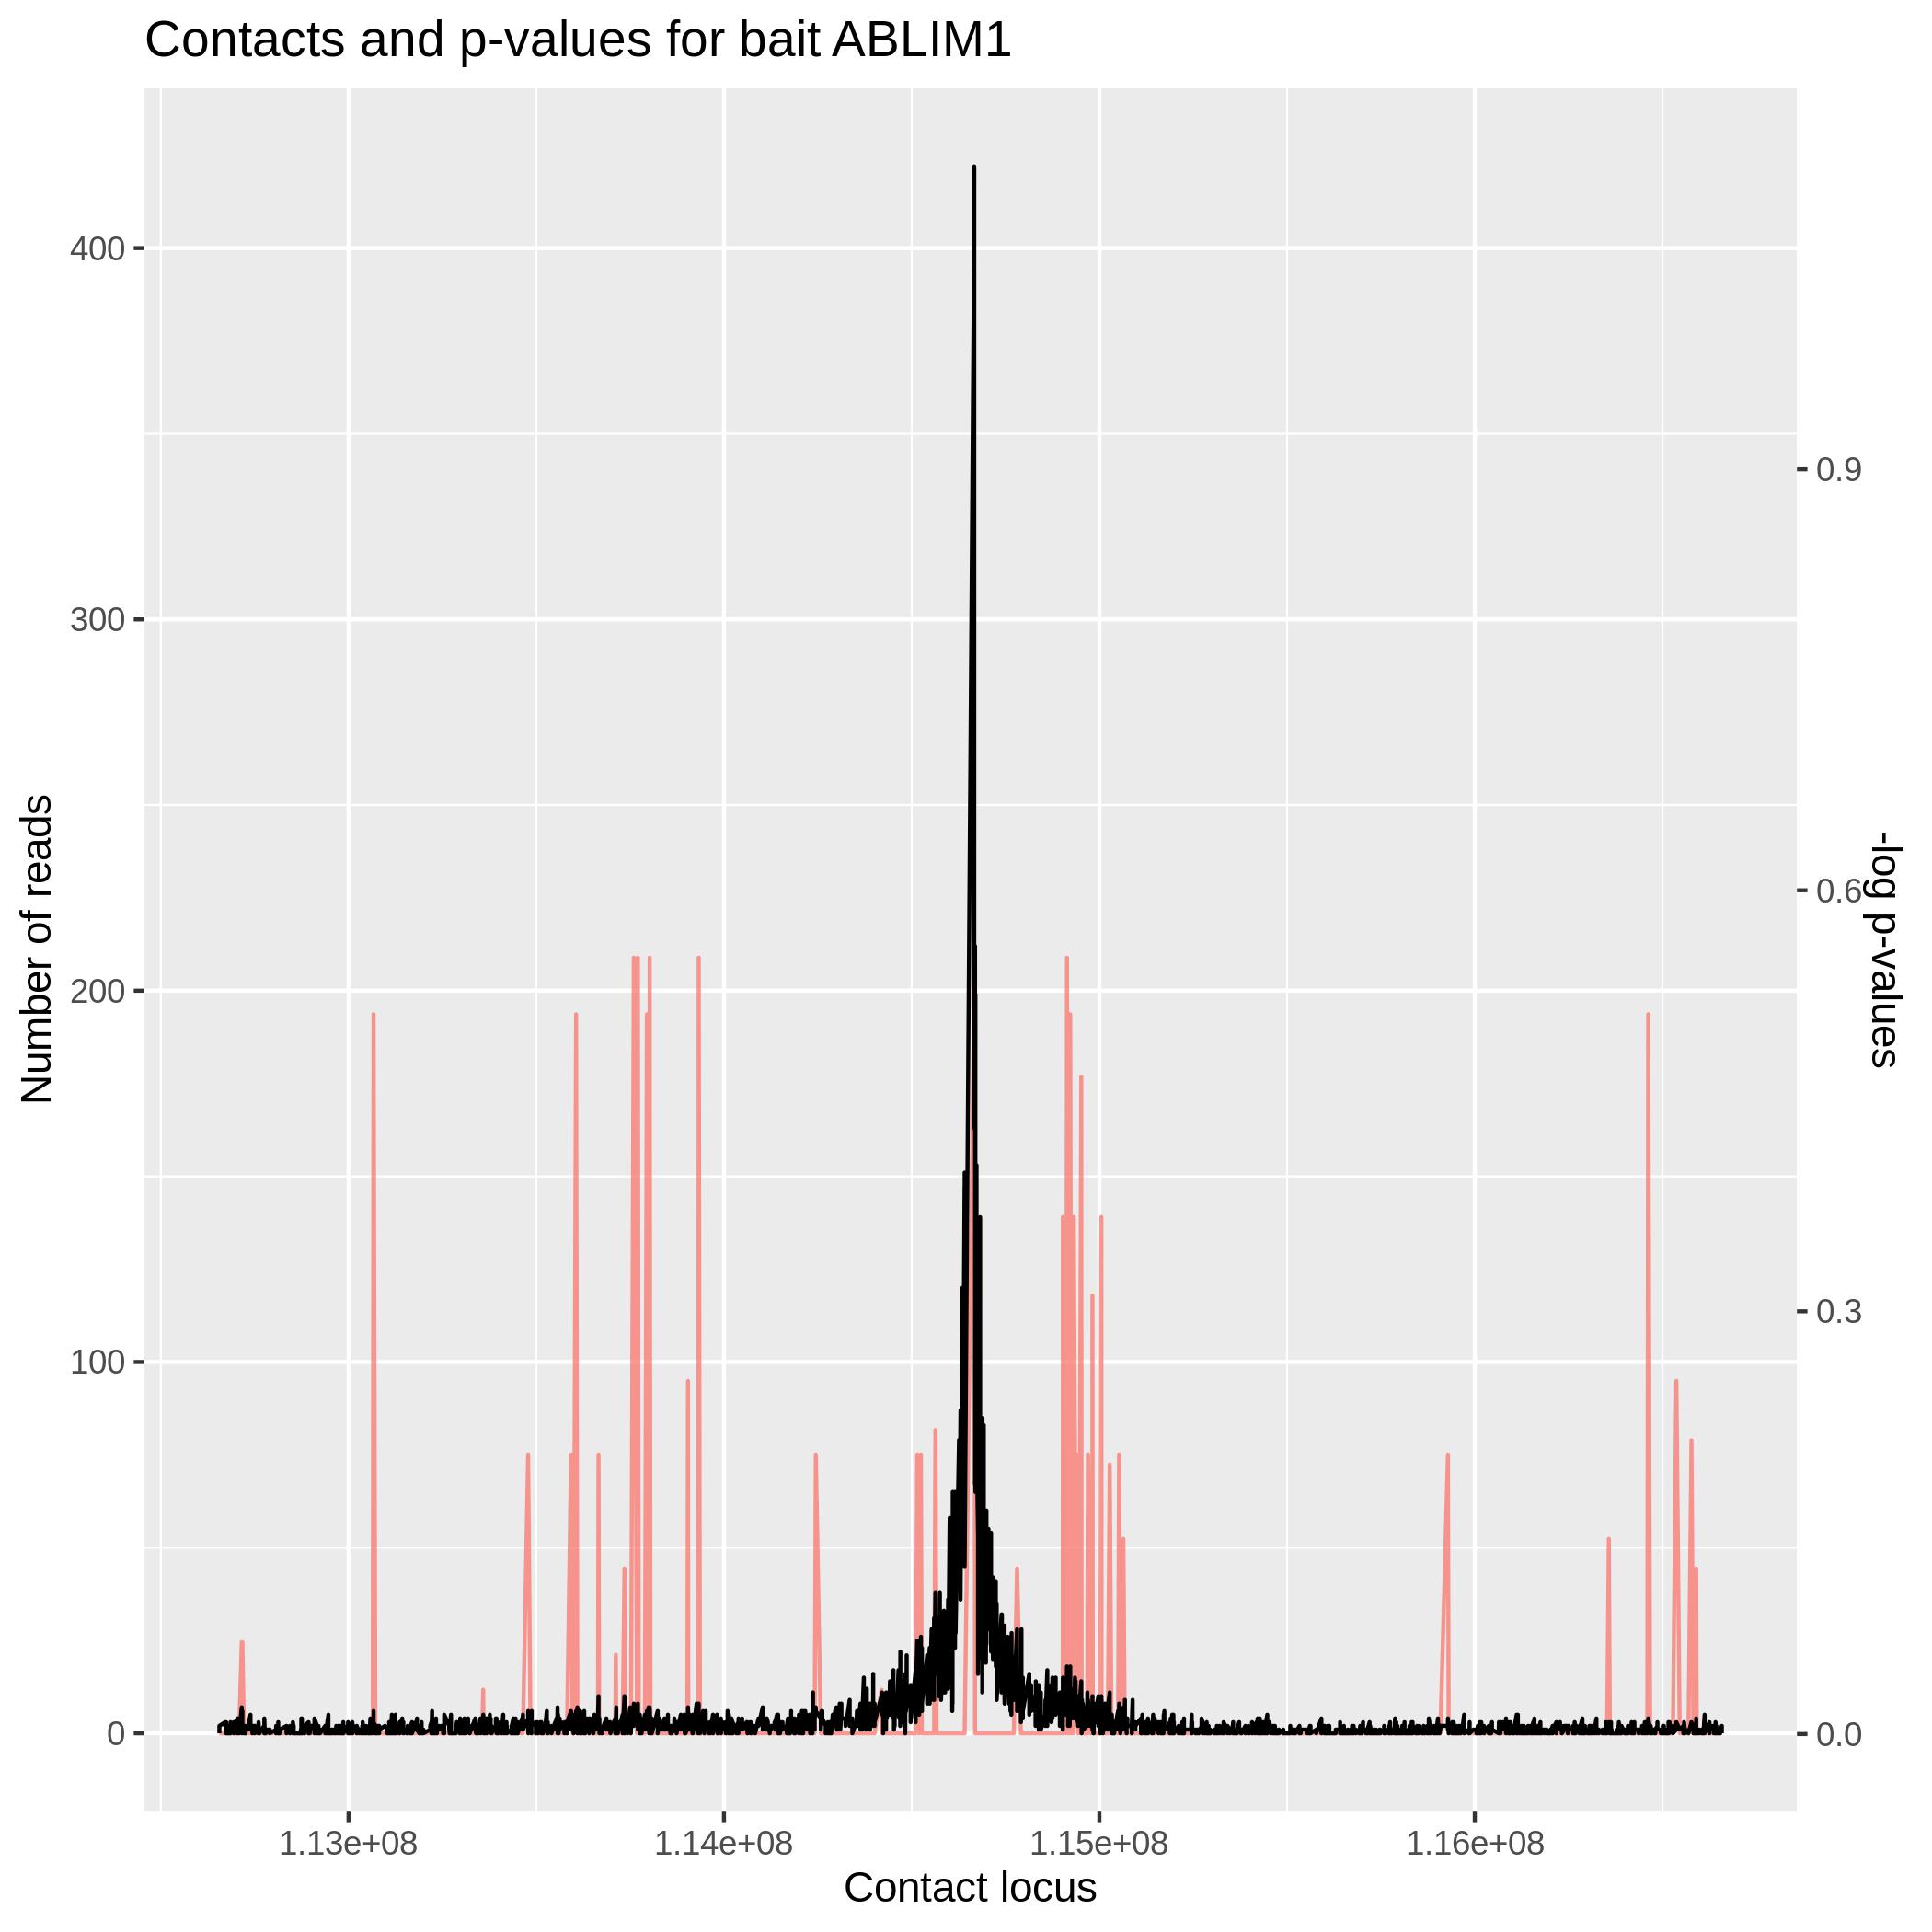 Contacts and p-values for bait ABLIM1
Number of reads
400
300
200
100
0
0.9
0.6
0.3
0.0
-log p-values
1.13e+08
1.14e+08
1.15e+08
1.16e+08
Contact locus